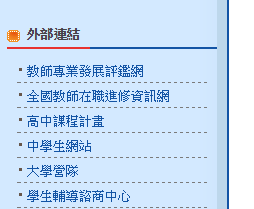 外部連結
教師專業發展評鑑網
全國教師在職進修資訊網
高中課程計畫
中學生網站
大學營隊
學生輔導諮商中心